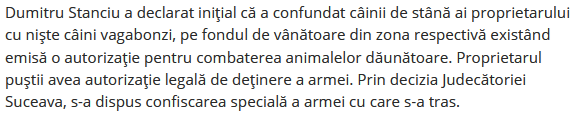 Dumitru Stanciu a declarat iniţial că a confundat câinii de stână ai proprietarului
cu nişte câini vagabonzi, pe fondul de vânătoare din zona respectivă existând
emisă o autorizaţie pentru combaterea animalelor dăunătoare. Proprietarul
puştii avea autorizaţie legală de deţinere a armei. Prin decizia Judecătoriei
Suceava, s-a dispus confiscarea specială a armei cu care s-a tras.